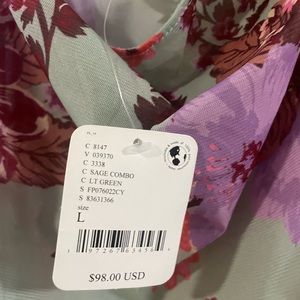 C 8147
V 039370
C 3338
C SAGE COMBO
C LT GREEN
S FP076022CY
S 83631366
size
L
$98.00 USD